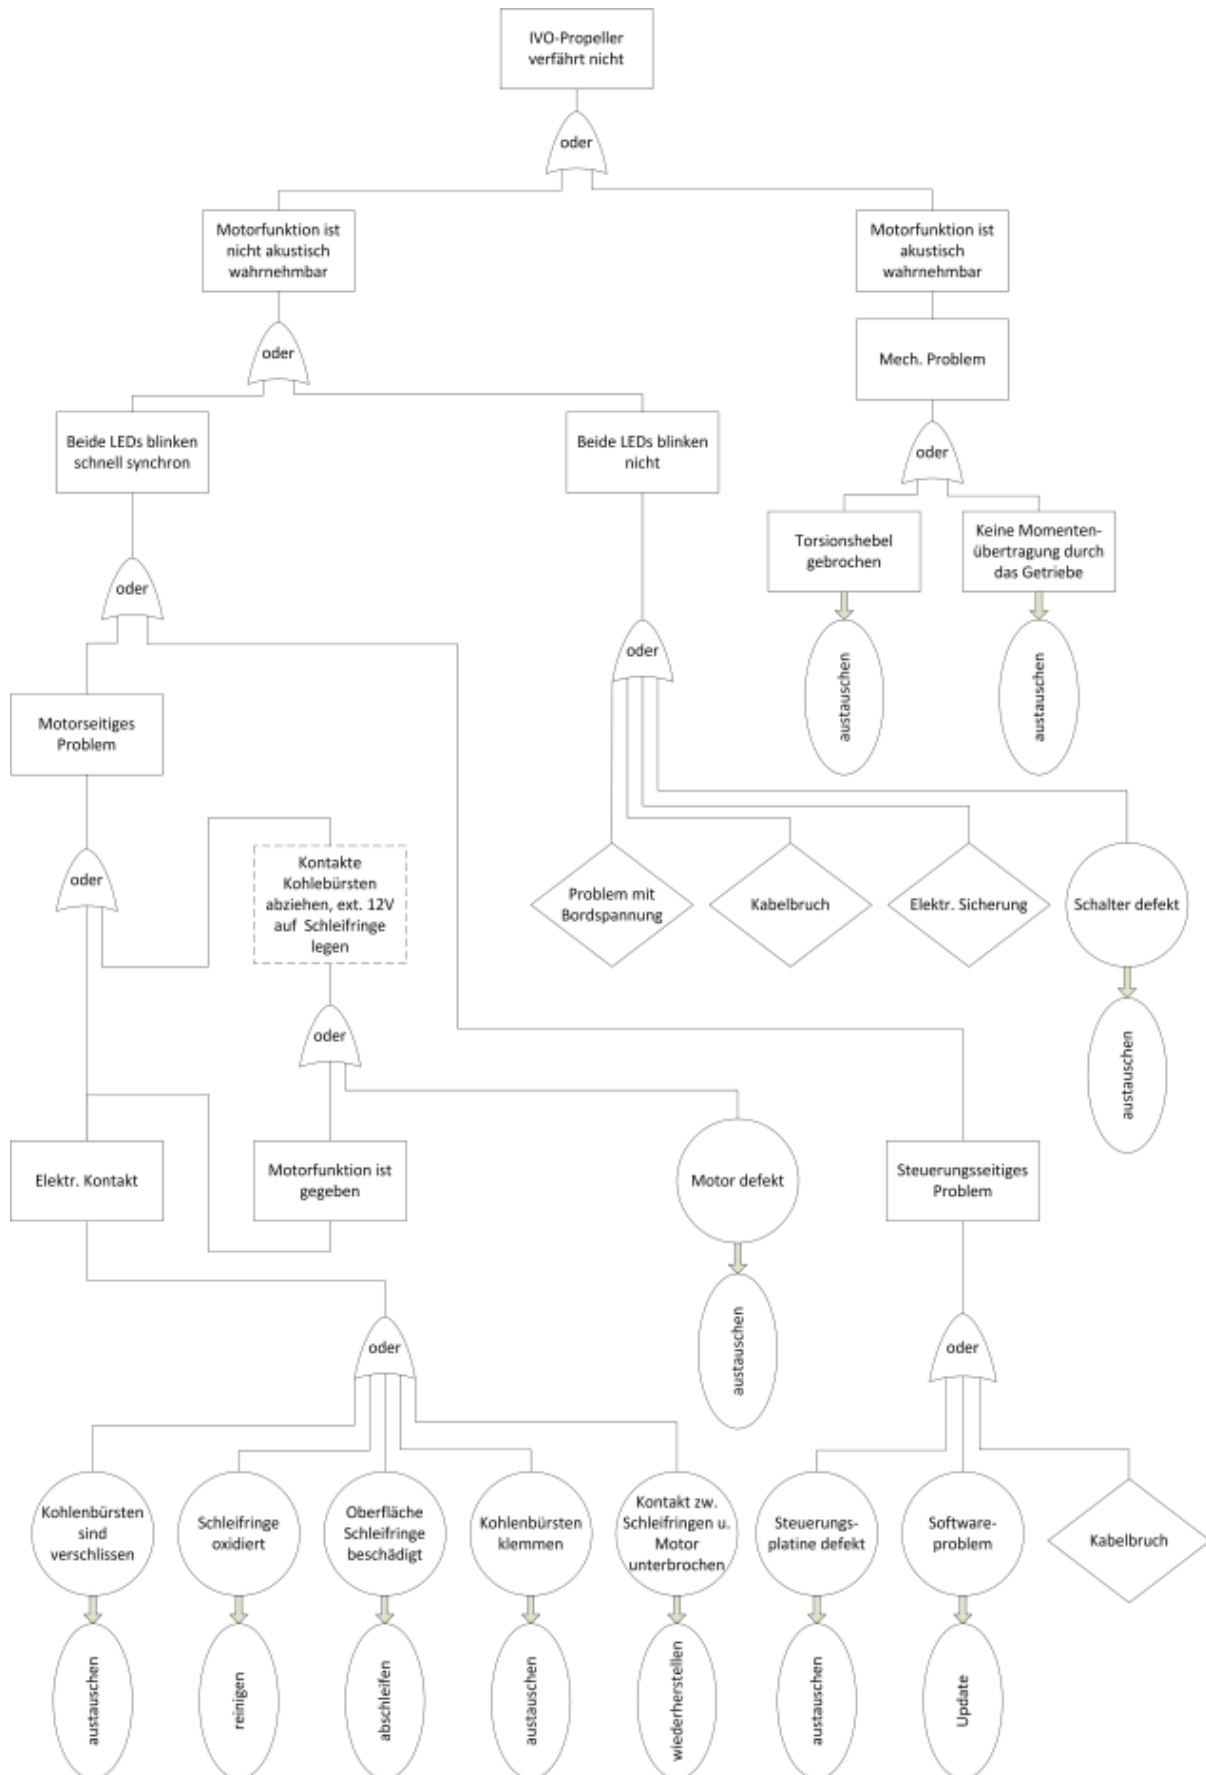 IVO-Propeller
verfährt nicht
oder
Motorfunktion ist
nicht akustisch
wahrnehmbar
Motorfunktion ist
akustisch
wahrnehmbar
oder
Mech. Problem
Beide LEDs blinken
schnell synchron
Beide LEDs blinken
nicht
oder
Torsionshebel
gebrochen
Keine Momenten-
übertragung durch
das Getriebe
oder
oder
austauschen
austauschen
Motorseitiges
Problem
oder
Kontakte
Kohlebürsten
abziehen, ext. 12V
auf Schleifringe
legen
Problem mit
Bordspannung
Kabelbruch
Elektr. Sicherung
Schalter defekt
oder
austauschen
Elektr. Kontakt
Motorfunktion ist
gegeben
Motor defekt
Steuerungsseitiges
Problem
austauschen
oder
oder
Kohlenbürsten
sind
verschlissen
Schleifringe
oxidiert
Oberfläche
Schleifringe
beschädigt
Kohlenbürsten
klemmen
Kontakt zw.
Schleifringen u.
Motor
unterbrochen
Steuerungs-
platine defekt
Software-
problem
Kabelbruch
austauschen
reinigen
abschleifen
austauschen
wiederherstellen
austauschen
Update